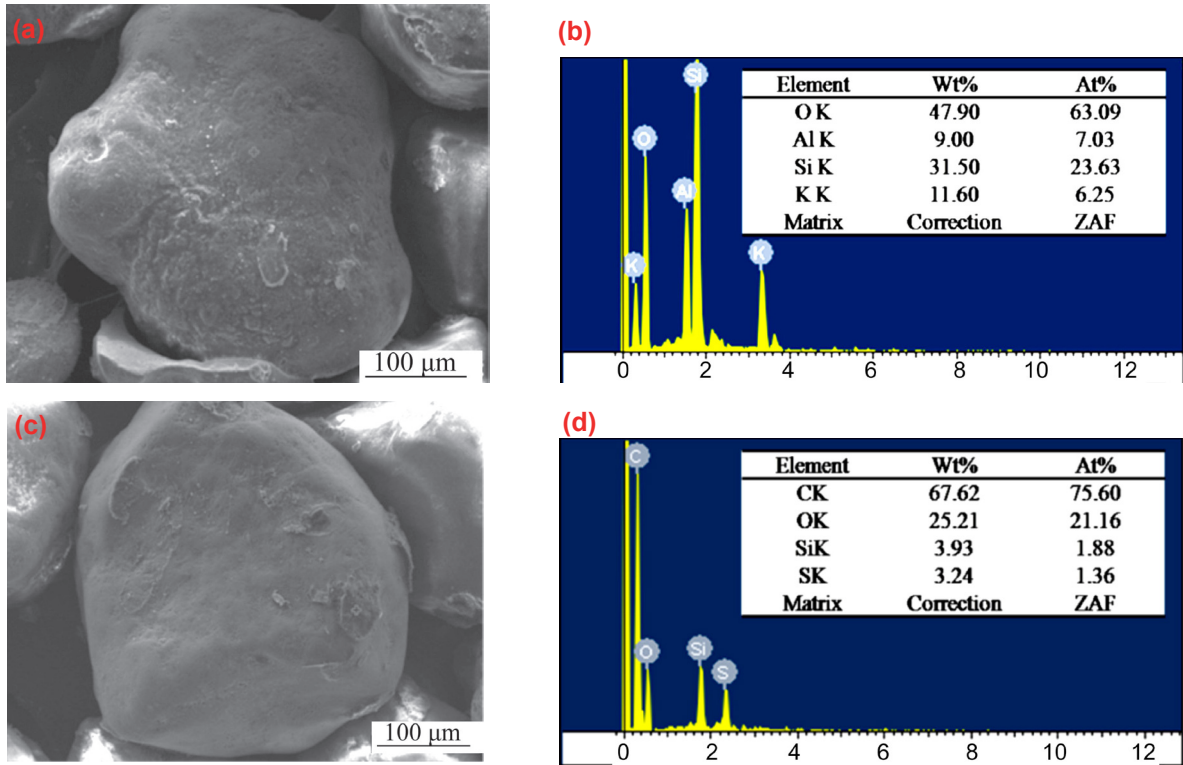 (a)
100 μm
(b)
Si
O
Al
K
K
Element Wt% At%
O K 47.90 63.09
Al K 9.00 7.03
Si K 31.50 23.63
K K 11.60 6.25
Matrix Correction ZAF
0 2 4 6 8 10 12
(c)
100 μm
(d)
C
O
Si
S
Element Wt% At%
CK 67.62 75.60
OK 25.21 21.16
SiK 3.93 1.88
SK 3.24 1.36
Matrix Correction ZAF
0 2 4 6 8 10 12